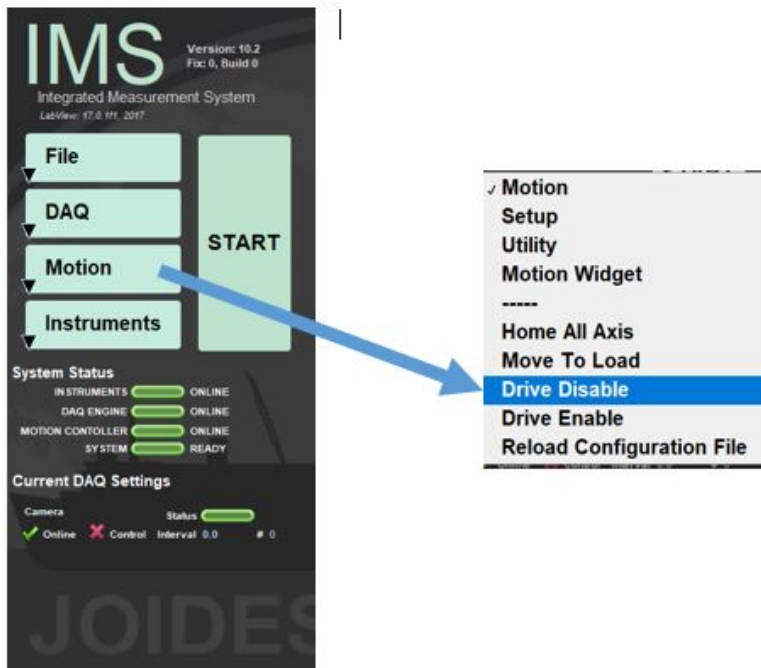 IMS
Version: 10.2
Fix: 0, Build 0
Integrated Measurement System
LabView: 17.0.1f1, 2017
File
DAQ
Motion
Instruments
START
System Status
INSTRUMENTS ONLINE
DAQ ENGINE ONLINE
MOTION CONTOLLER ONLINE
SYSTEM READY
Current DAQ Settings
Camera Status
Online Control Interval 0.0 # 0
JOIDES
✓ Motion
Setup
Utility
Motion Widget
-----
Home All Axis
Move To Load
Drive Disable
Drive Enable
Reload Configuration File